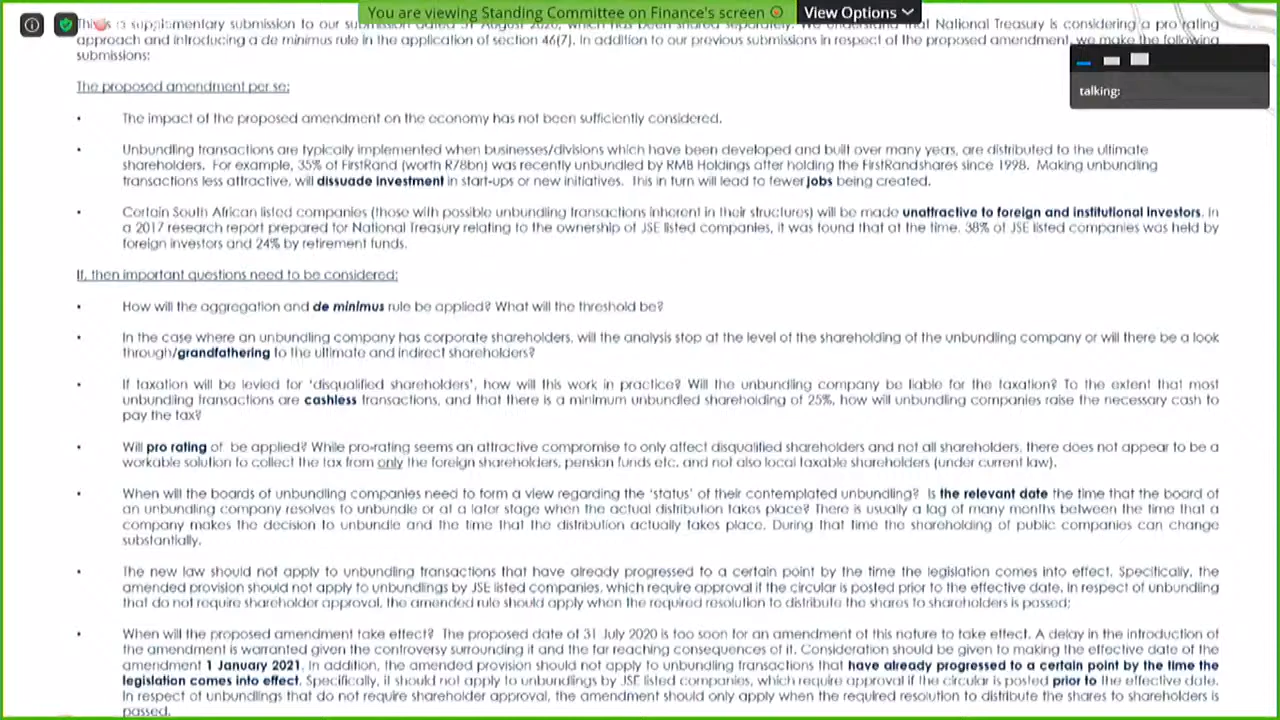 You are viewing Standing Committee on Finance's screen
View Options
This is a supplementary submission to our
that National Treasury is considering a pro rating
approach and introducing a de minimus rule in the application of section 46(7). In addition to our previous submissions in respect of the proposed amendment, we make the following
submissions:
talking:
The proposed amendment per se:
• The impact of the proposed amendment on the economy has not been sufficiently considered.
• Unbundling transactions are typically implemented when businesses/divisions which have been developed and built over many years, are distributed to the ultimate
shareholders. For example, 35% of FirstRand (worth R78bn) was recently unbundled by RMB Holdings after holding the FirstRandshares since 1998. Making unbundling
transactions less attractive, will dissuade investment in start-ups or new initiatives. This in turn will lead to fewer jobs being created.
• Certain South African listed companies (those with possible unbundling transactions inherent in their structures) will be made unattractive to foreign and institutional investors. In
a 2017 research report prepared for National Treasury relating to the ownership of JSE listed companies, it was found that at the time, 38% of JSE listed companies was held by
foreign investors and 24% by retirement funds.
If, then important questions need to be considered:
• How will the aggregation and de minimus rule be applied? What will the threshold be?
• In the case where an unbundling company has corporate shareholders, will the analysis stop at the level of the shareholding of the unbundling company or will there be a look
through/grandfathering to the ultimate and indirect shareholders?
• If taxation will be levied for 'disqualified shareholders', how will this work in practice? Will the unbundling company be liable for the taxation? To the extent that most
unbundling transactions are cashless transactions, and that there is a minimum unbundled shareholding of 25%, how will unbundling companies raise the necessary cash to
pay the tax?
• Will pro rating of be applied? While pro-rating seems an attractive compromise to only affect disqualified shareholders and not all shareholders, there does not appear to be a
workable solution to collect the tax from only the foreign shareholders, pension funds etc. and not also local taxable shareholders (under current law).
• When will the boards of unbundling companies need to form a view regarding the 'status' of their contemplated unbundling? Is the relevant date the time that the board of
an unbundling company resolves to unbundle or at a later stage when the actual distribution takes place? There is usually a lag of many months between the time that a
company makes the decision to unbundle and the time that the distribution actually takes place. During that time the shareholding of public companies can change
substantially.
• The new law should not apply to unbundling transactions that have already progressed to a certain point by the time the legislation comes into effect. Specifically, the
amended provision should not apply to unbundlings by JSE listed companies, which require approval if the circular is posted prior to the effective date. In respect of unbundling
that do not require shareholder approval, the amended rule should apply when the required resolution to distribute the shares to shareholders is passed;
• When will the proposed amendment take effect? The proposed date of 31 July 2020 is too soon for an amendment of this nature to take effect. A delay in the introduction of
the amendment is warranted given the controversy surrounding it and the far reaching consequences of it. Consideration should be given to making the effective date of the
amendment 1 January 2021. In addition, the amended provision should not apply to unbundling transactions that have already progressed to a certain point by the time the
legislation comes into effect. Specifically, it should not apply to unbundlings by JSE listed companies, which require approval if the circular is posted prior to the effective date.
In respect of unbundlings that do not require shareholder approval, the amendment should only apply when the required resolution to distribute the shares to shareholders is
passed.